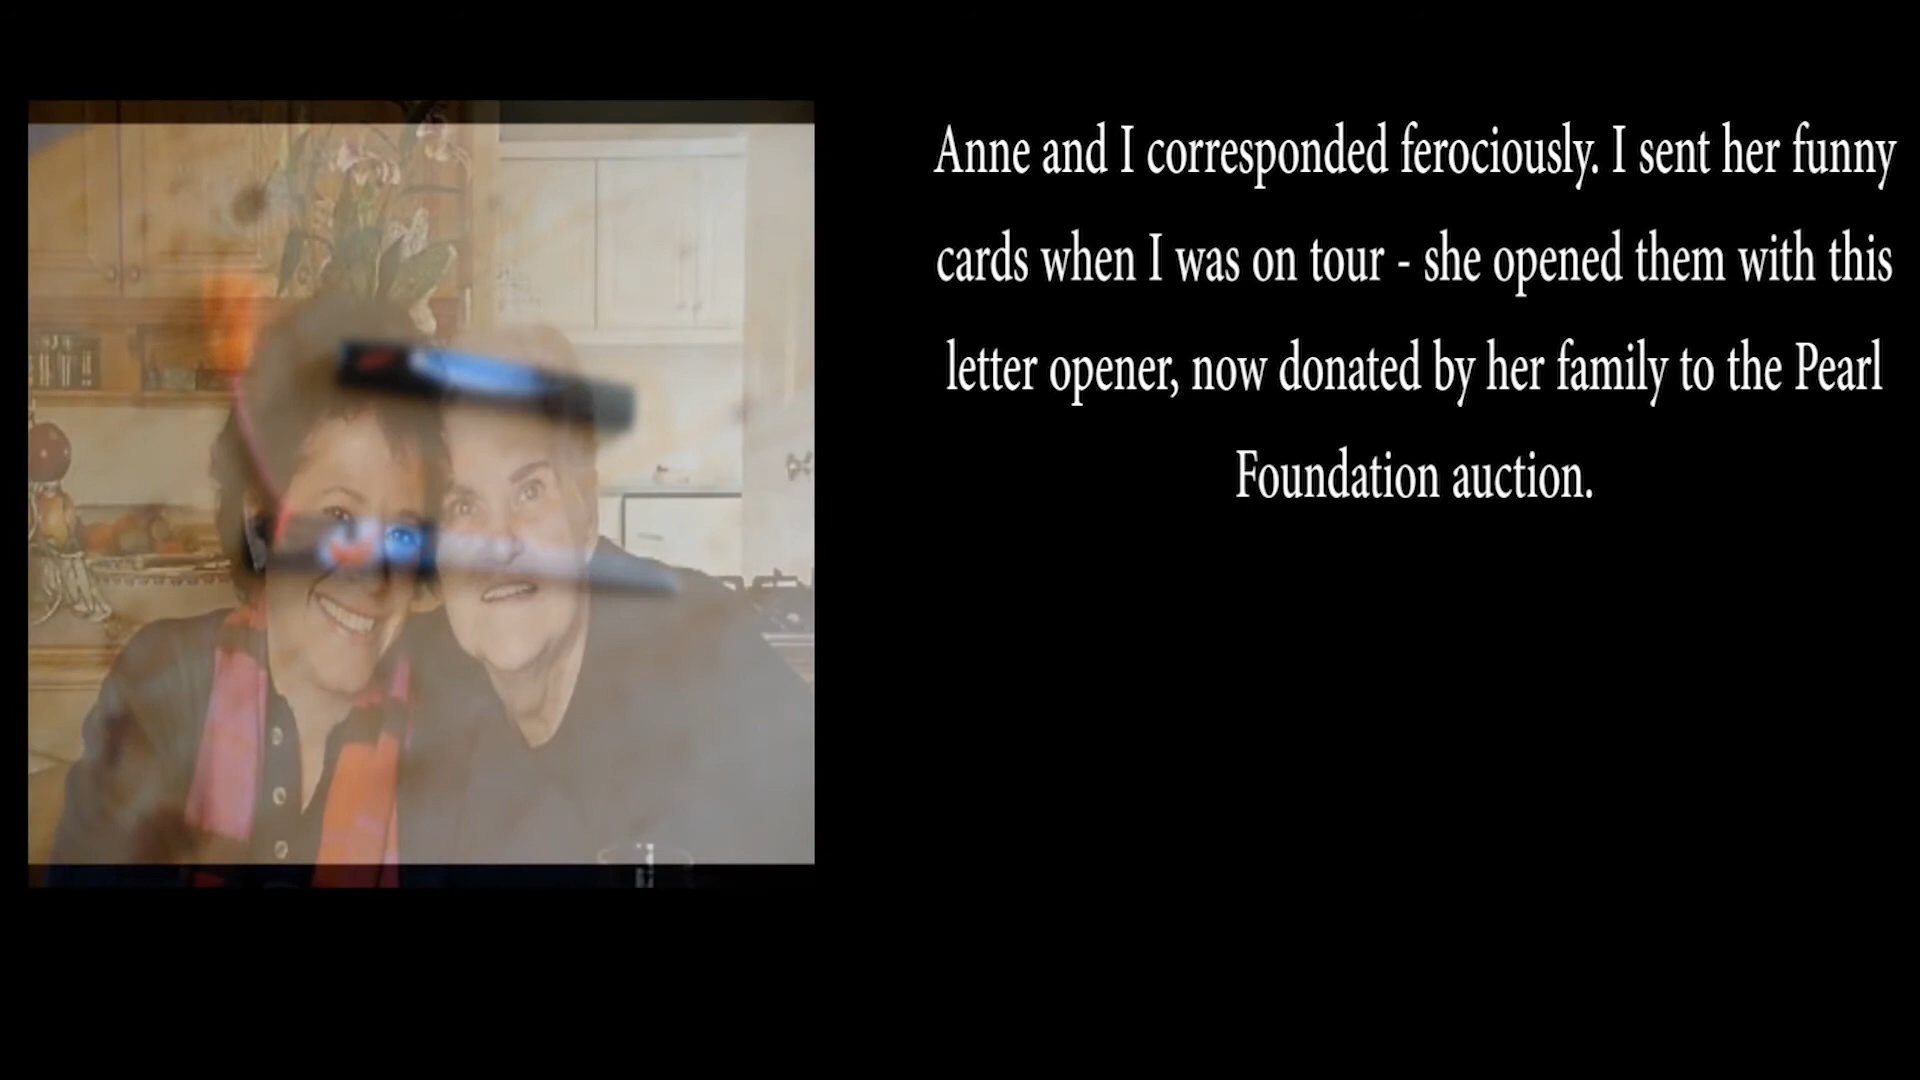 Anne and I corresponded ferociously. I sent her funny
cards when I was on tour - she opened them with this
letter opener, now donated by her family to the Pearl
Foundation auction.